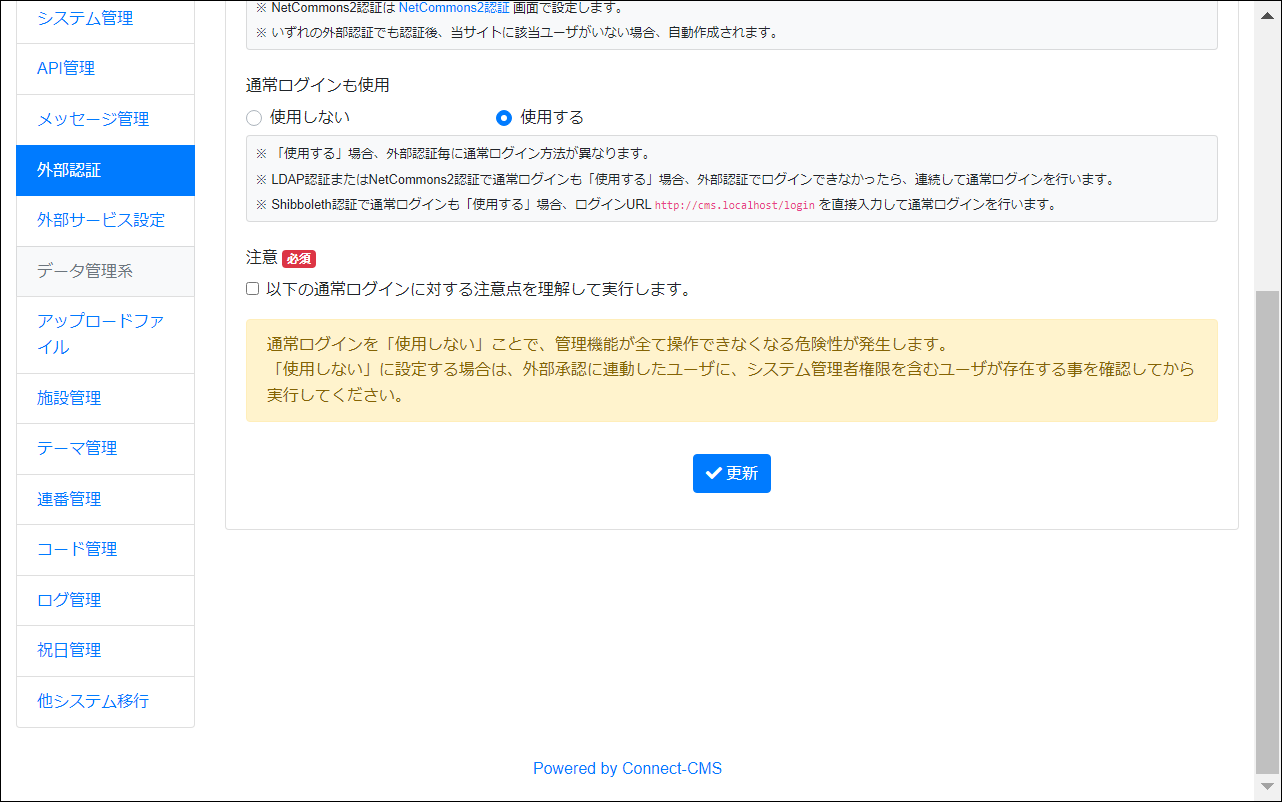 システム管理
API管理
メッセージ管理
外部認証
外部サービス設定
データ管理系
アップロードファ
イル
施設管理
テーマ管理
連番管理
コード管理
ログ管理
祝日管理
他システム移行
※ NetCommons2認証は NetCommons2認証 画面で設定します。
※ いずれの外部認証でも認証後、当サイトに該当ユーザがいない場合、自動作成されます。
通常ログインも使用
使用しない 使用する
※ 「使用する」場合、外部認証毎に通常ログイン方法が異なります。
※ LDAP認証またはNetCommons2認証で通常ログインも「使用する」場合、外部認証でログインできなかったら、連続して通常ログインを行います。
※ Shibboleth認証で通常ログインも「使用する」場合、ログインURL http://cms.localhost/login を直接入力して通常ログインを行います。
注意 必須
以下の通常ログインに対する注意点を理解して実行します。
通常ログインを「使用しない」ことで、管理機能が全て操作できなくなる危険性が発生します。
「使用しない」に設定する場合は、外部承認に連動したユーザに、システム管理者権限を含むユーザが存在する事を確認してから
実行してください。
更新
Powered by Connect-CMS